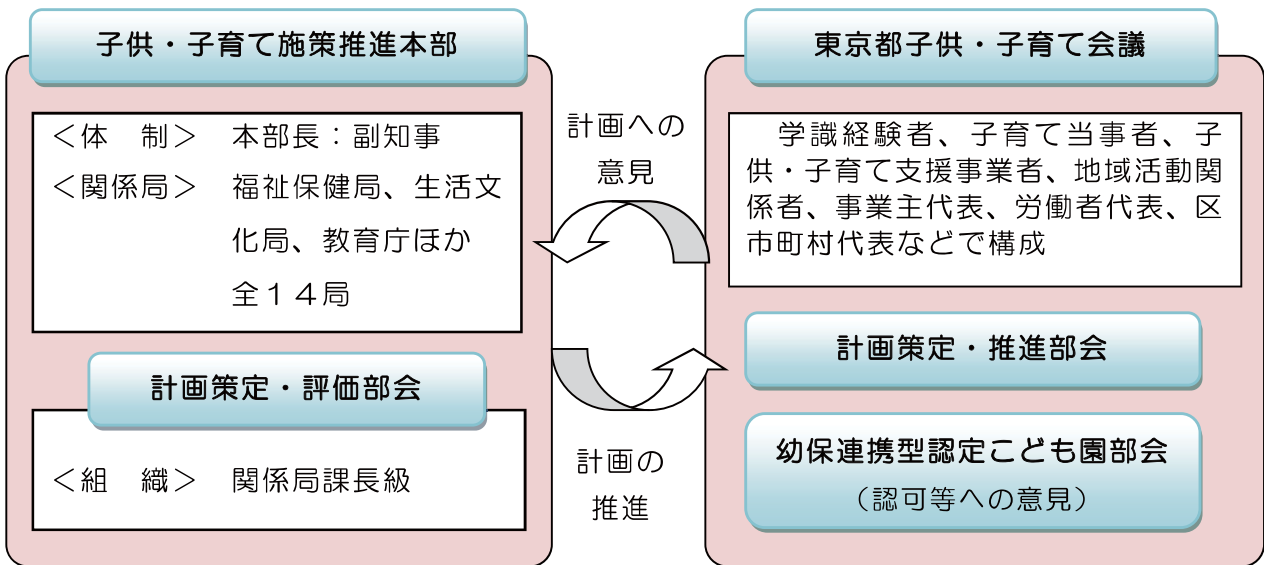 子供・子育て施策推進本部
＜体　制＞　本部長：副知事
＜関係局＞　福祉保健局、生活文
化局、教育庁ほか
全１４局
計画策定・評価部会
＜組　織＞　関係局課長級
計画への
意見
計画の
推進
東京都子供・子育て会議
学識経験者、子育て当事者、子
供・子育て支援事業者、地域活動関
係者、事業主代表、労働者代表、区
市町村代表などで構成
計画策定・推進部会
幼保連携型認定こども園部会
（認可等への意見）